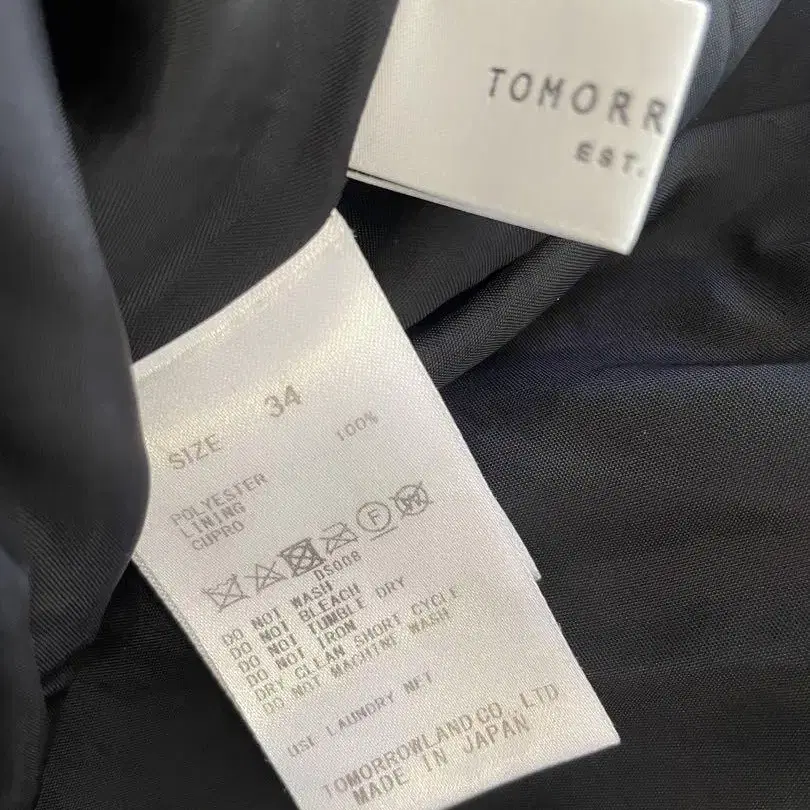 TOMORR
EST.
SIZE 34
100%
POLYESTER
LINING
CUPRO
F
W
DS008
DO NOT WASH
DO NOT BLEACH
DO NOT TUMBLE DRY
DO NOT IRON
DRY CLEAN SHORT CYCLE
DO NOT MACHINE WASH
USE LAUNDRY NET
TOMORROWLAND CO., LTD
MADE IN JAPAN